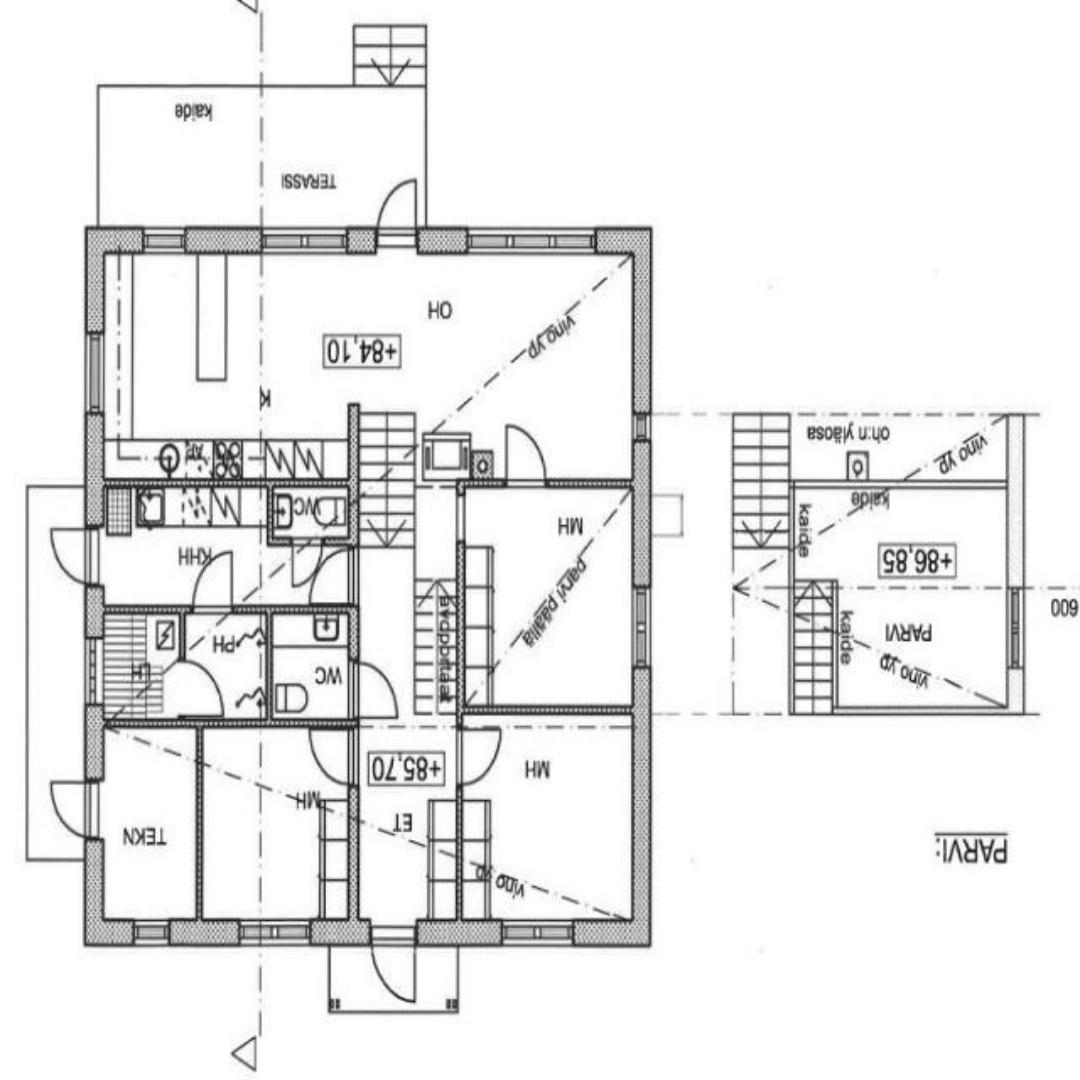 kaide
TERASSI
OH
+84,10
vino yp
K
AP
WC
KHH
MH
parvi päällä
PH
H
WC
avoportaat
+85,70
MH
MH
ET
TEKN
vino yp
oh:n yläosa
vino yp
kaide
kaide
+86,85
PARVI
kaide
vino yp
600
PARVI: